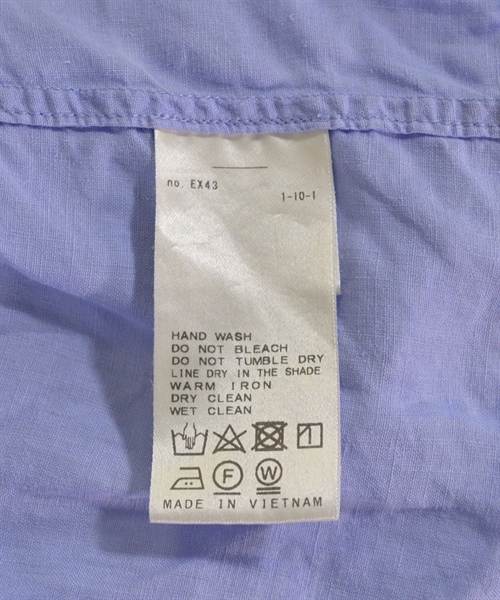 no. EX43
1-10-1
HAND WASH
DO NOT BLEACH
DO NOT TUMBLE DRY
LINE DRY IN THE SHADE
WARM IRON
DRY CLEAN
WET CLEAN
F W
MADE IN VIETNAM